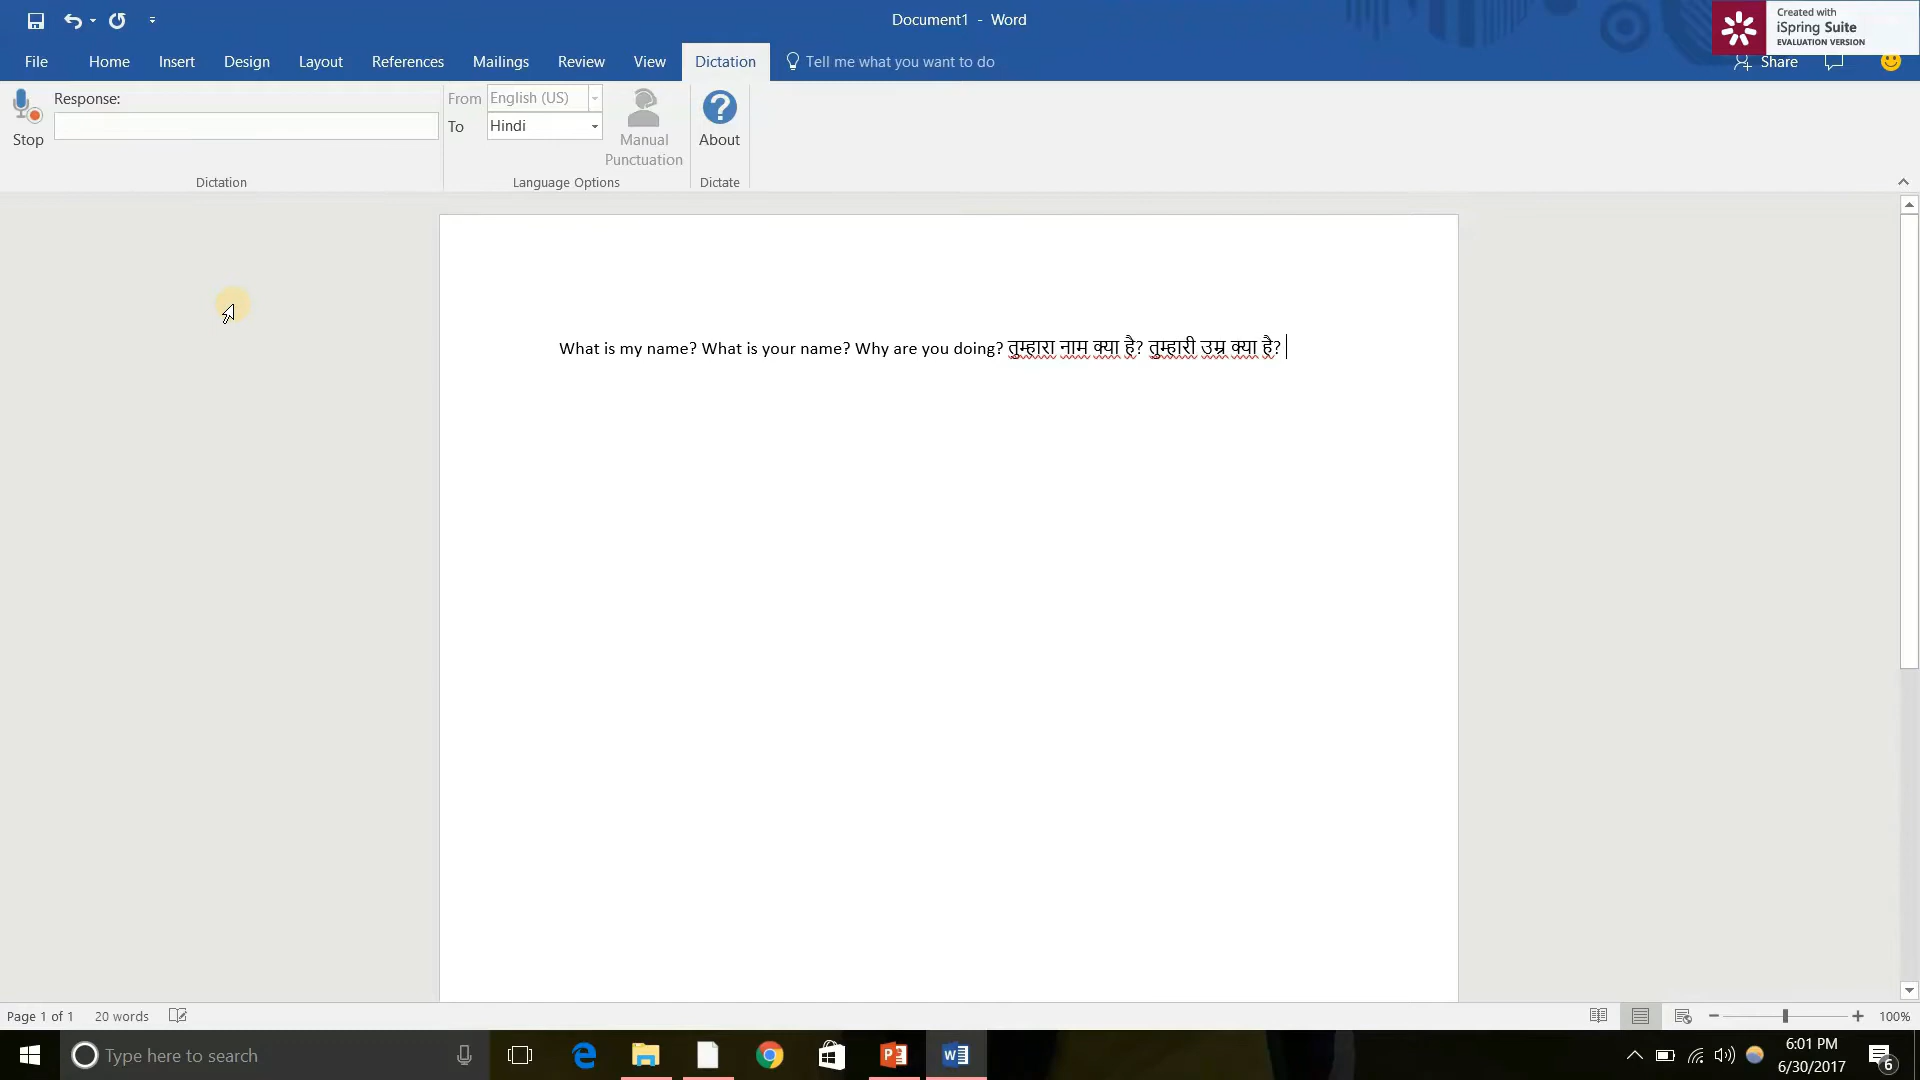 Document1 - Word
Created with
iSpring Suite
EVALUATION VERSION
File Home Insert Design Layout References Mailings Review View Dictation Tell me what you want to do Share
Stop
Response:
From English (US)
To Hindi
Manual
Punctuation
About
Dictation Language Options Dictate
What is my name? What is your name? Why are you doing? तुम्हारा नाम क्या है? तुम्हारी उम्र क्या है?
Page 1 of 1 20 words 100%
Type here to search
6:01 PM
6/30/2017
6